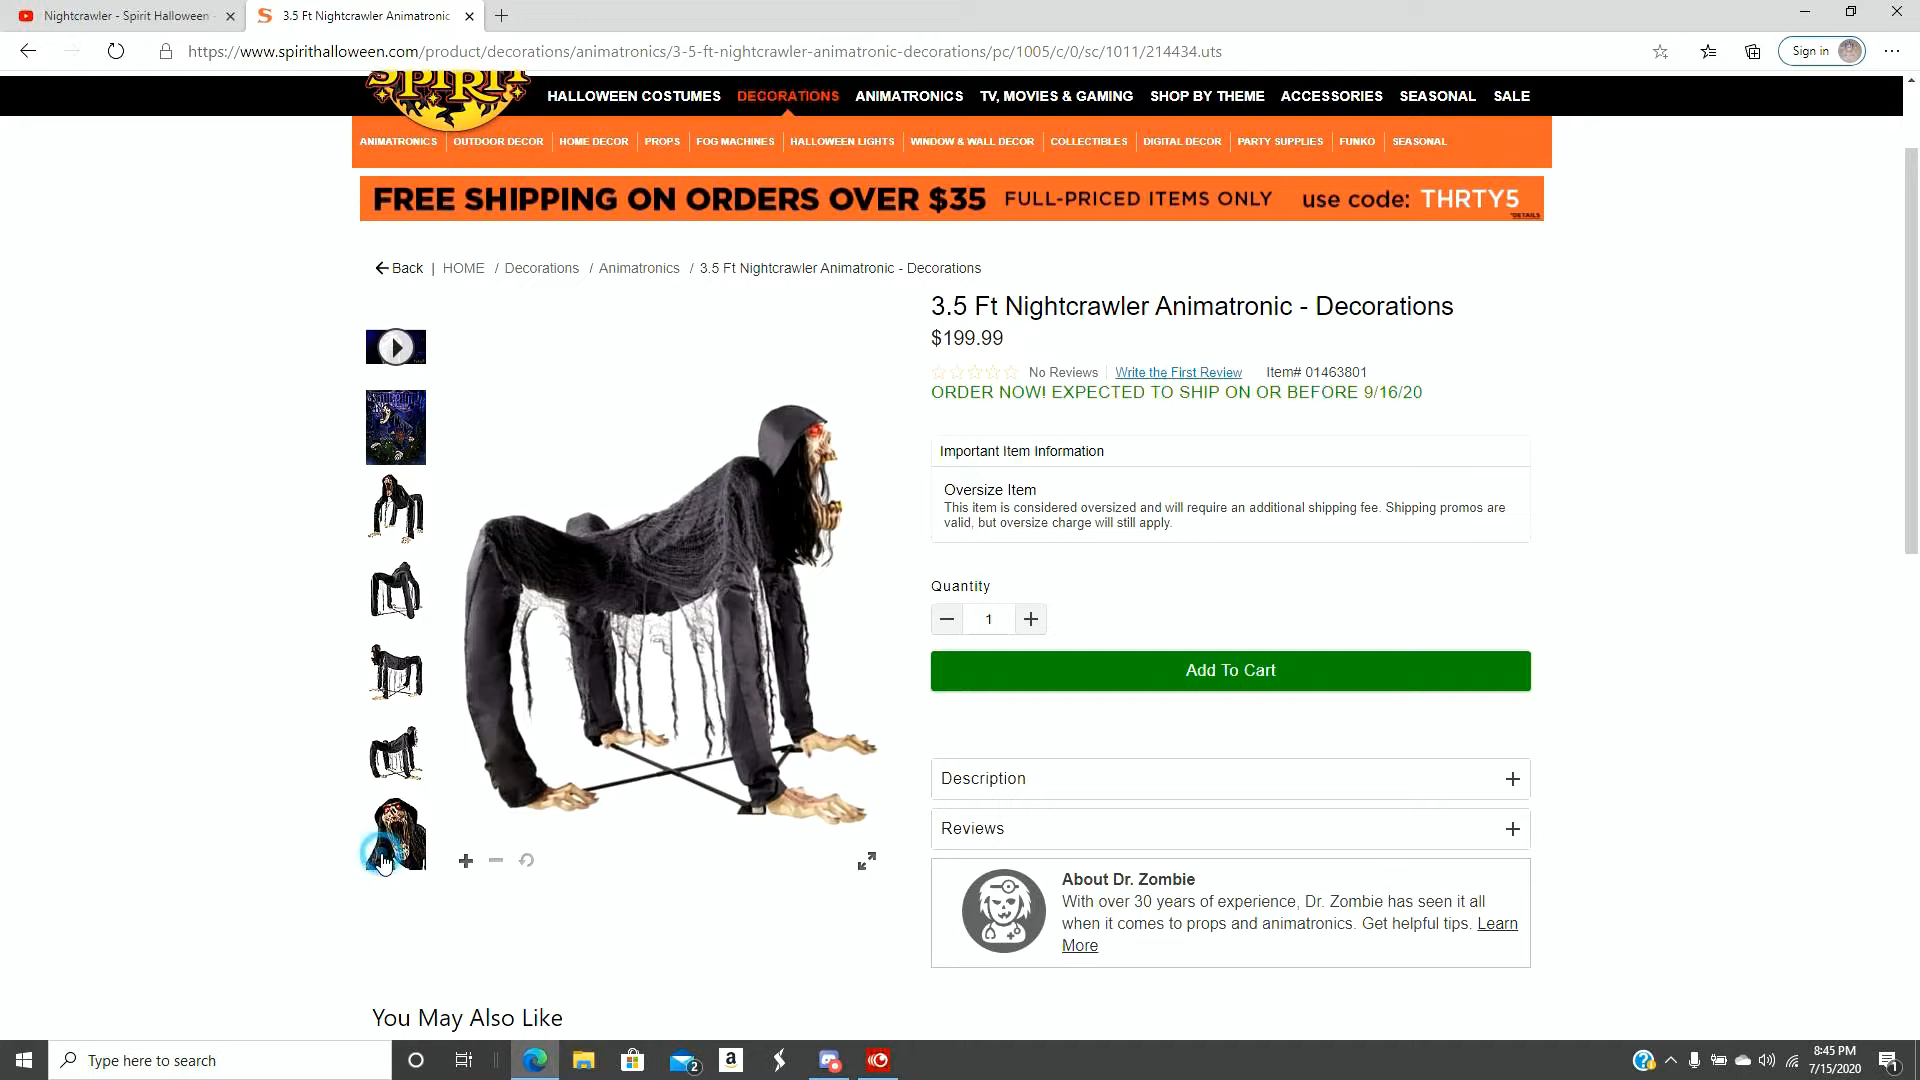 Nightcrawler - Spirit Halloween
3.5 Ft Nightcrawler Animatronic
https://www.spirithalloween.com/product/decorations/animatronics/3-5-ft-nightcrawler-animatronic-decorations/pc/1005/c/0/sc/1011/214434.uts
Sign in
SPIRIT
HALLOWEEN COSTUMES DECORATIONS ANIMATRONICS TV, MOVIES & GAMING SHOP BY THEME ACCESSORIES SEASONAL SALE
ANIMATRONICS OUTDOOR DECOR HOME DECOR PROPS FOG MACHINES HALLOWEEN LIGHTS WINDOW & WALL DECOR COLLECTIBLES DIGITAL DECOR PARTY SUPPLIES FUNKO SEASONAL
FREE SHIPPING ON ORDERS OVER $35 FULL-PRICED ITEMS ONLY use code: THRTY5
*DETAILS
Back | HOME / Decorations / Animatronics / 3.5 Ft Nightcrawler Animatronic - Decorations
3.5 Ft Nightcrawler Animatronic - Decorations
$199.99
No Reviews Write the First Review Item# 01463801
ORDER NOW! EXPECTED TO SHIP ON OR BEFORE 9/16/20
Important Item Information
Oversize Item
This item is considered oversized and will require an additional shipping fee. Shipping promos are
valid, but oversize charge will still apply.
Quantity
1
Add To Cart
Description
Reviews
About Dr. Zombie
With over 30 years of experience, Dr. Zombie has seen it all
when it comes to props and animatronics. Get helpful tips. Learn
More
You May Also Like
Type here to search
2
a
8:45 PM
7/15/2020
1